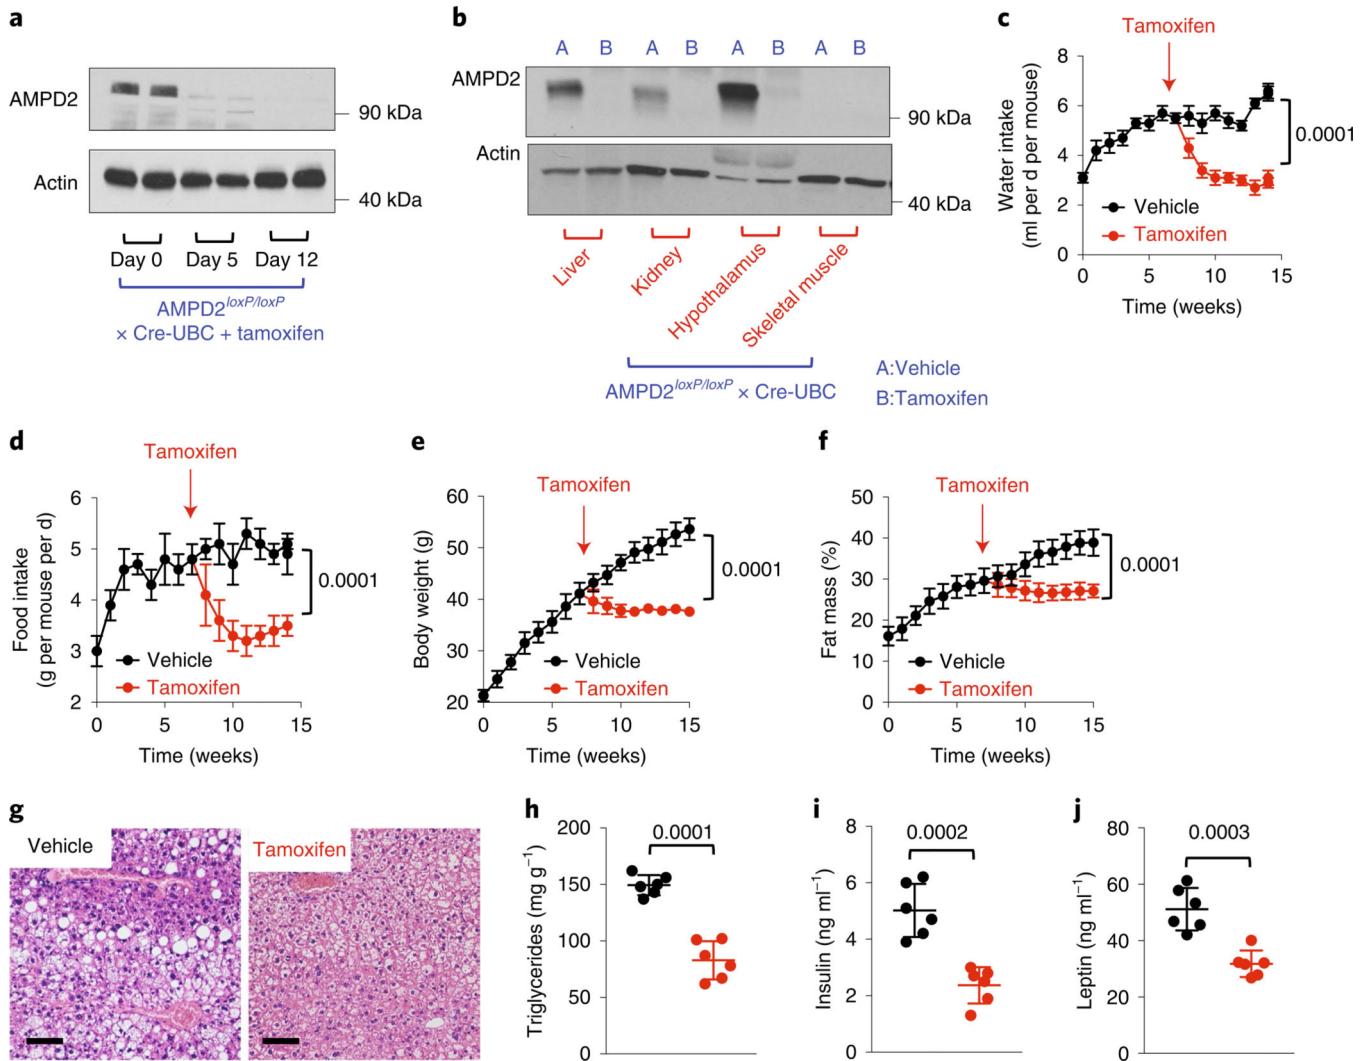 a
AMPD2
90 kDa
Actin
40 kDa
Day 0 Day 5 Day 12
AMPD2loxP/loxP
× Cre-UBC + tamoxifen
b
A B A B A B A B
AMPD2
90 kDa
Actin
40 kDa
Liver
Kidney
Hypothalamus
Skeletal muscle
AMPD2loxP/loxP × Cre-UBC
A:Vehicle
B:Tamoxifen
c
Tamoxifen
Water intake
(ml per d per mouse)
8
6
4
2
0
0.0001
Vehicle
Tamoxifen
0 5 10 15
Time (weeks)
d
Tamoxifen
Food intake
(g per mouse per d)
6
5
4
3
2
0.0001
Vehicle
Tamoxifen
0 5 10 15
Time (weeks)
e
Tamoxifen
Body weight (g)
60
50
40
30
20
0.0001
Vehicle
Tamoxifen
0 5 10 15
Time (weeks)
f
Tamoxifen
Fat mass (%)
50
40
30
20
10
0
0.0001
Vehicle
Tamoxifen
0 5 10 15
Time (weeks)
g
Vehicle
Tamoxifen
h
Triglycerides (mg g−1)
200
150
100
50
0
0.0001
i
Insulin (ng ml−1)
8
6
4
2
0
0.0002
j
Leptin (ng ml−1)
80
60
40
20
0
0.0003